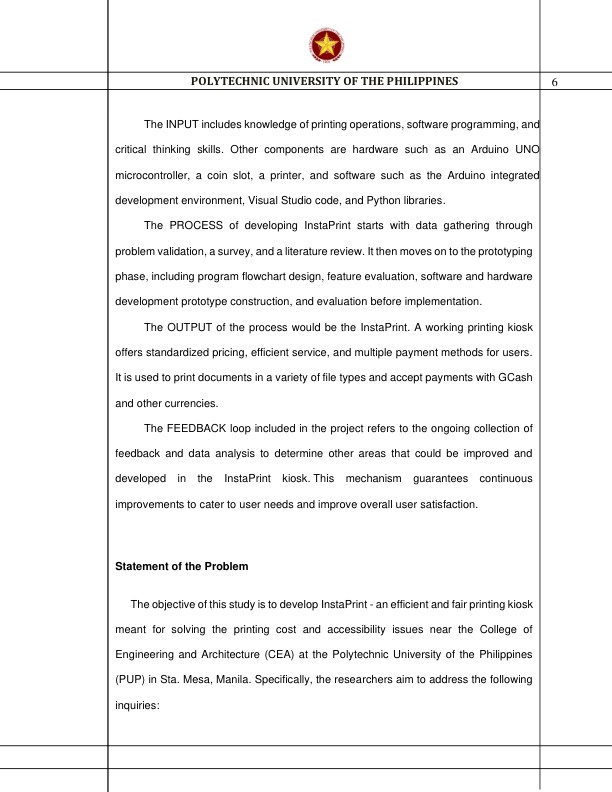 POLYTECHNIC UNIVERSITY OF THE PHILIPPINES 6
The INPUT includes knowledge of printing operations, software programming, and
critical thinking skills. Other components are hardware such as an Arduino UNO
microcontroller, a coin slot, a printer, and software such as the Arduino integrated
development environment, Visual Studio code, and Python libraries.
The PROCESS of developing InstaPrint starts with data gathering through
problem validation, a survey, and a literature review. It then moves on to the prototyping
phase, including program flowchart design, feature evaluation, software and hardware
development prototype construction, and evaluation before implementation.
The OUTPUT of the process would be the InstaPrint. A working printing kiosk
offers standardized pricing, efficient service, and multiple payment methods for users.
It is used to print documents in a variety of file types and accept payments with GCash
and other currencies.
The FEEDBACK loop included in the project refers to the ongoing collection of
feedback and data analysis to determine other areas that could be improved and
developed in the InstaPrint kiosk. This mechanism guarantees continuous
improvements to cater to user needs and improve overall user satisfaction.
Statement of the Problem
The objective of this study is to develop InstaPrint - an efficient and fair printing kiosk
meant for solving the printing cost and accessibility issues near the College of
Engineering and Architecture (CEA) at the Polytechnic University of the Philippines
(PUP) in Sta. Mesa, Manila. Specifically, the researchers aim to address the following
inquiries: